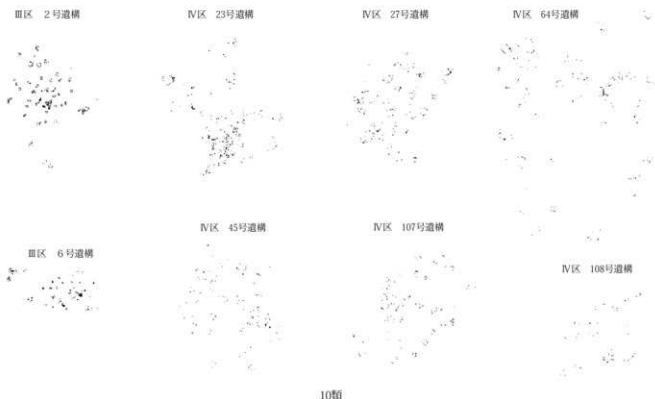 Ⅲ区　2号遺構
Ⅳ区　23号遺構
Ⅳ区　27号遺構
Ⅳ区　64号遺構
Ⅲ区　6号遺構
Ⅳ区　45号遺構
Ⅳ区　107号遺構
Ⅳ区　108号遺構
10類